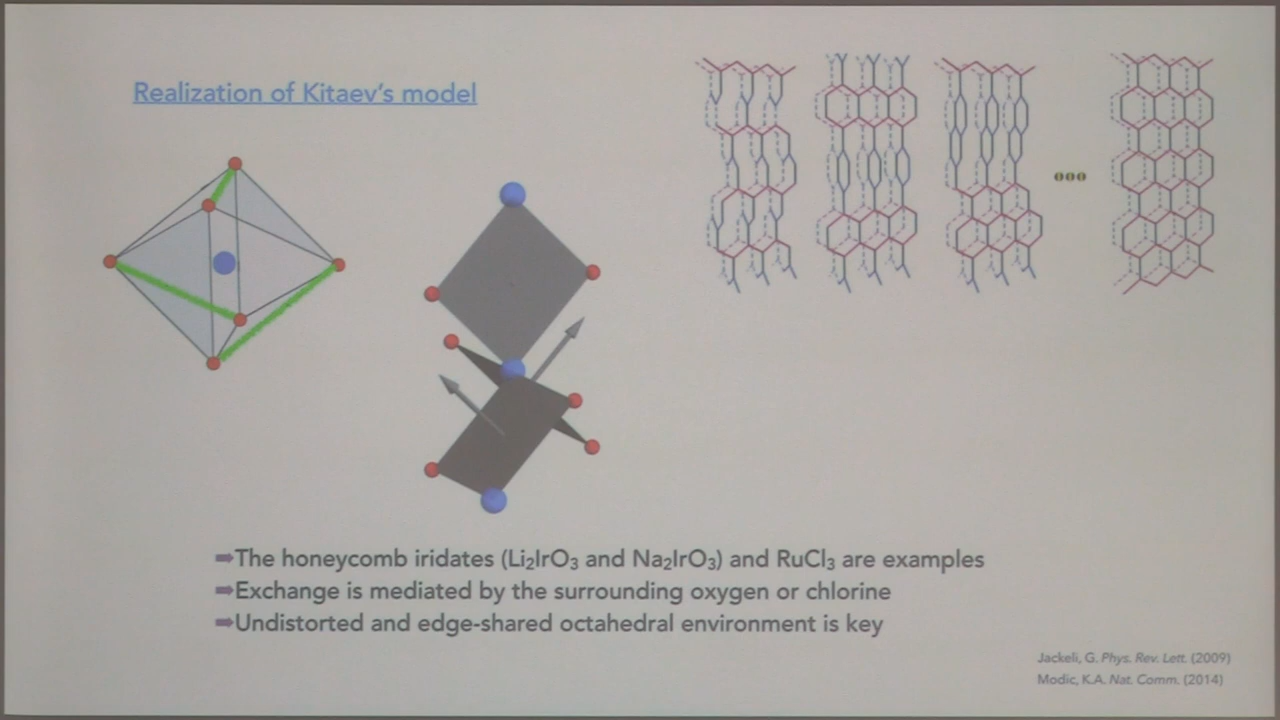 Realization of Kitaev's model
➡The honeycomb iridates (Li₂IrO₃ and Na₂IrO₃) and RuCl₃ are examples
➡Exchange is mediated by the surrounding oxygen or chlorine
➡Undistorted and edge-shared octahedral environment is key
Jackeli, G. Phys. Rev. Lett. (2009)
Modic, K.A. Nat. Comm. (2014)